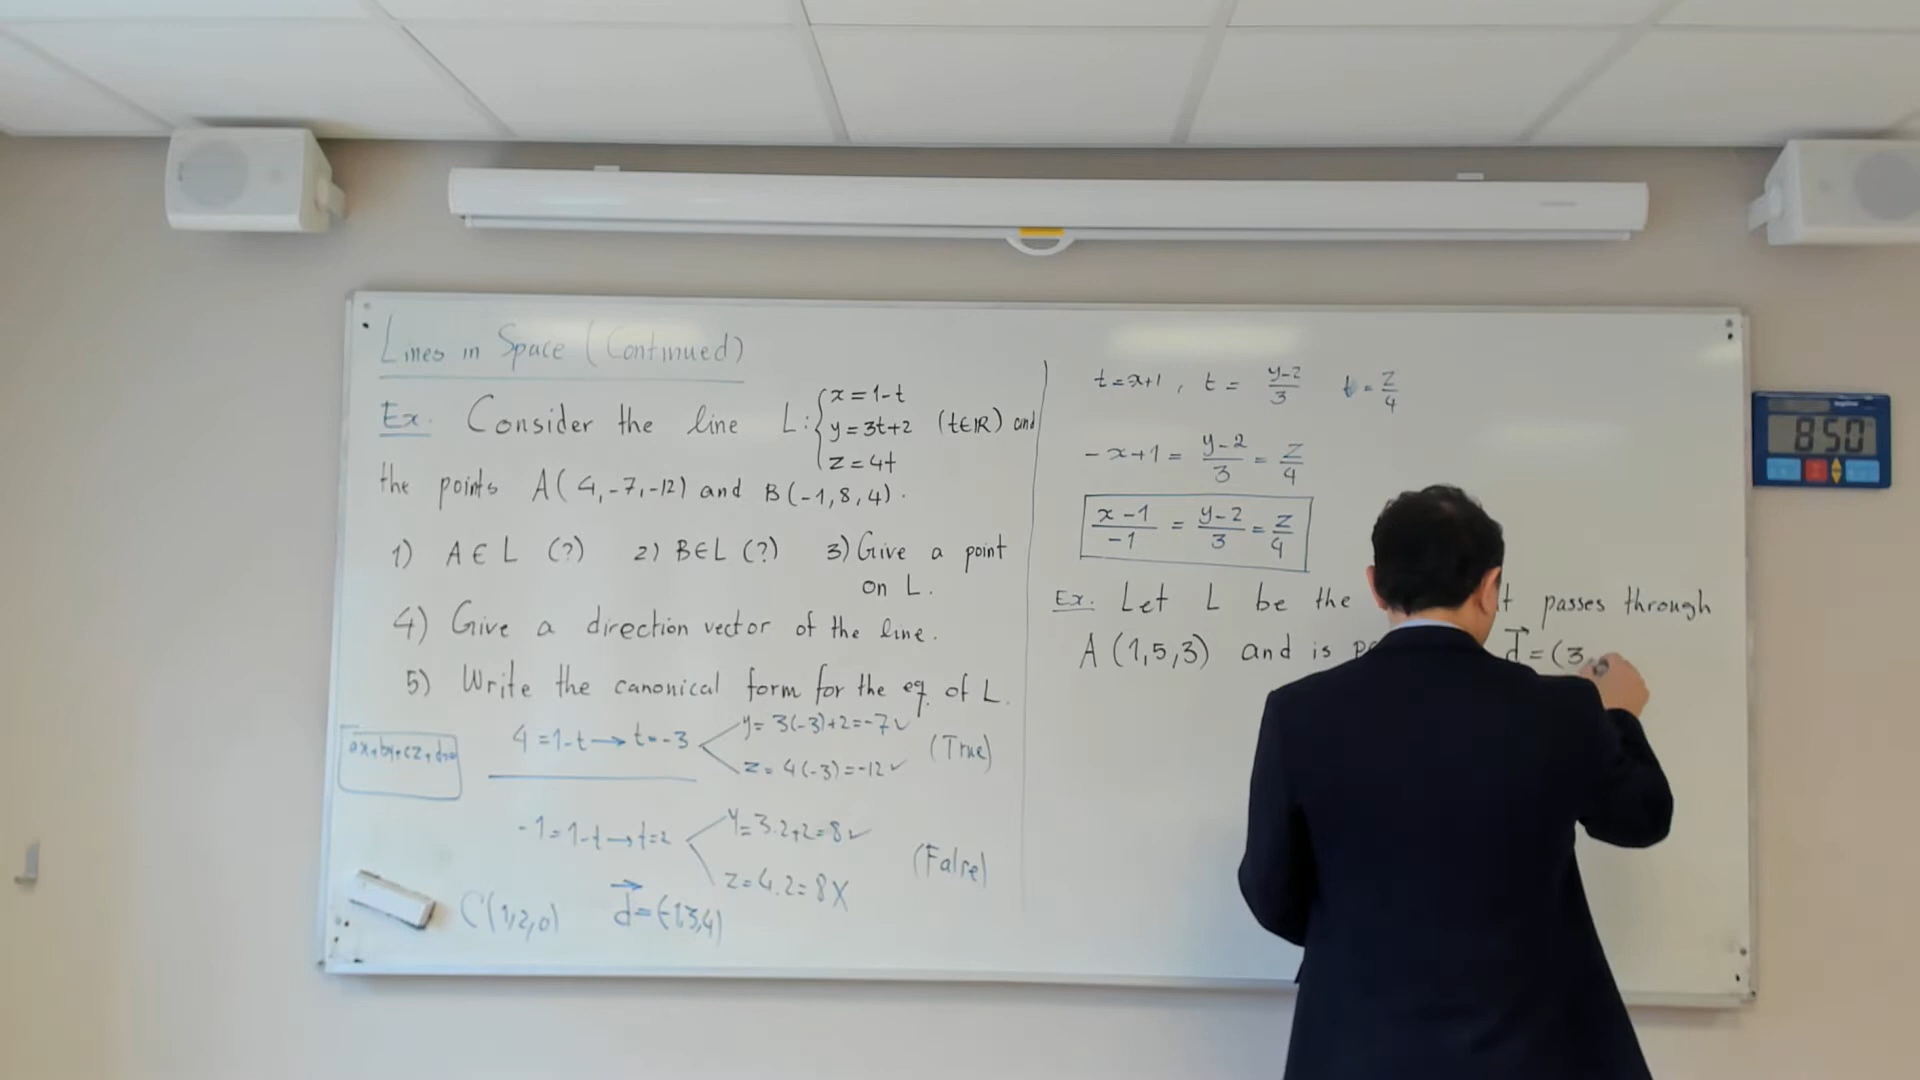 Lines in Space (Continued)
Ex. Consider the line L: { x = 1-t
y = 3t+2 (t∈ℝ) and
z = 4t
the points A(4,-7,-12) and B(-1,8,4).
1) A ∈ L (?) 2) B∈L (?) 3) Give a point
on L.
4) Give a direction vector of the line.
5) Write the canonical form for the eq. of L.
ax+by+cz+d=0
4 = 1-t → t=-3
y = 3(-3)+2=-7 ✓
z = 4(-3)=-12 ✓
(True)
-1 = 1-t → t=2
y = 3.2+2=8 ✓
z = 4.2=8 X
(False)
C(1,2,0) d⃗=(-1,3,4)
t = x+1, t = (y-2)/3 t = z/4
-x+1 = (y-2)/3 = z/4
(x-1)/-1 = (y-2)/3 = z/4
Ex. Let L be the passes through
A (1,5,3) and is d⃗ = (3,
850